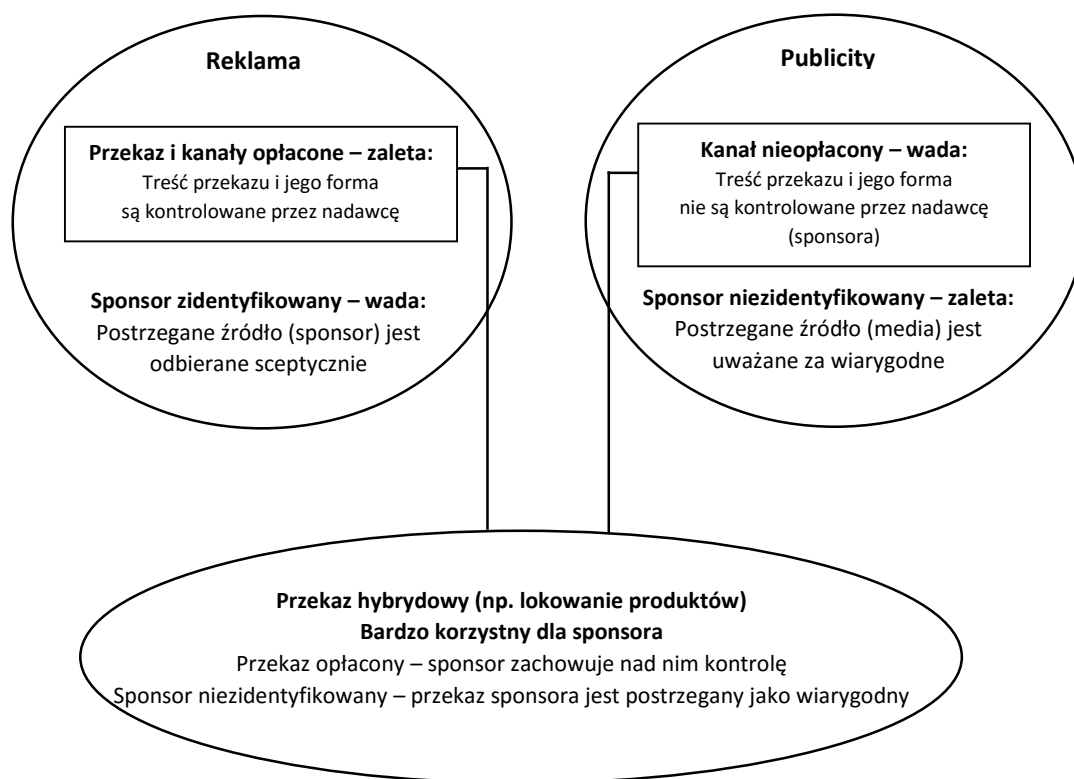 Reklama
Przekaz i kanały opłacone – zaleta:
Treść przekazu i jego forma
są kontrolowane przez nadawcę
Sponsor zidentyfikowany – wada:
Postrzegane źródło (sponsor) jest
odbierane sceptycznie
Publicity
Kanał nieopłacony – wada:
Treść przekazu i jego forma
nie są kontrolowane przez nadawcę
(sponsora)
Sponsor niezidentyfikowany – zaleta:
Postrzegane źródło (media) jest
uważane za wiarygodne
Przekaz hybrydowy (np. lokowanie produktów)
Bardzo korzystny dla sponsora
Przekaz opłacony – sponsor zachowuje nad nim kontrolę
Sponsor niezidentyfikowany – przekaz sponsora jest postrzegany jako wiarygodny